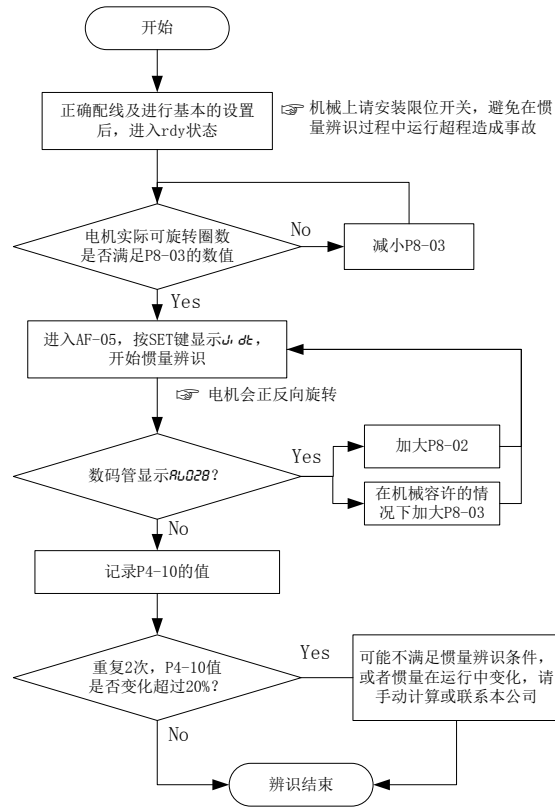 开始
正确配线及进行基本的设置
后，进入rdy状态
☞ 机械上请安装限位开关，避免在惯
量辨识过程中运行超程造成事故
电机实际可旋转圈数
是否满足P8-03的数值
No
减小P8-03
Yes
进入AF-05，按SET键显示J. dt，
开始惯量辨识
☞ 电机会正反向旋转
数码管显示AL028？
Yes
加大P8-02
在机械容许的情
况下加大P8-03
No
记录P4-10的值
重复2次，P4-10值
是否变化超过20%？
Yes
可能不满足惯量辨识条件，
或者惯量在运行中变化，请
手动计算或联系本公司
No
辨识结束